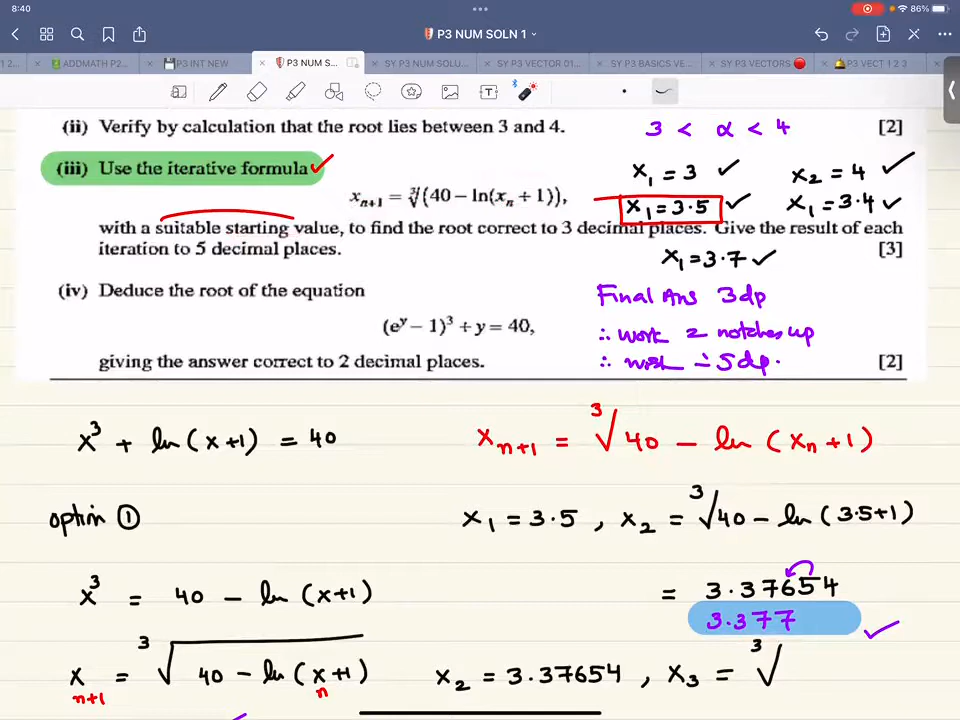 8:40
86%
P3 NUM SOLN 1
1 2 ...
ADDMATH P2...
P3 INT NEW
P3 NUM S...
SY P3 NUM SOLU...
SY P3 VECTOR 01...
SY P3 BASICS VE...
SY P3 VECTORS
P3 VECT 1 2 3
(ii) Verify by calculation that the root lies between 3 and 4. 3 < α < 4 [2]
(iii) Use the iterative formula ✓ x₁ = 3 ✓ x₂ = 4 ✓
xₙ₊₁ = ∛(40 − ln(xₙ + 1)), x₁ = 3.5 ✓ x₁ = 3.4 ✓
with a suitable starting value, to find the root correct to 3 decimal places. Give the result of each
iteration to 5 decimal places. [3]
x₁ = 3.7 ✓
(iv) Deduce the root of the equation Final Ans 3dp
(eʸ − 1)³ + y = 40, ∴ work 2 notches up
giving the answer correct to 2 decimal places. ∴ work = 5dp. [2]
x³ + ln(x+1) = 40 xₙ₊₁ = ∛40 − ln(xₙ+1)
option ① x₁ = 3.5 , x₂ = ∛40 − ln(3.5+1)
x³ = 40 − ln(x+1) = 3.37654
3.377 ✓
xₙ₊₁ = ∛40 − ln(xₙ+1) x₂ = 3.37654 , x₃ = ∛